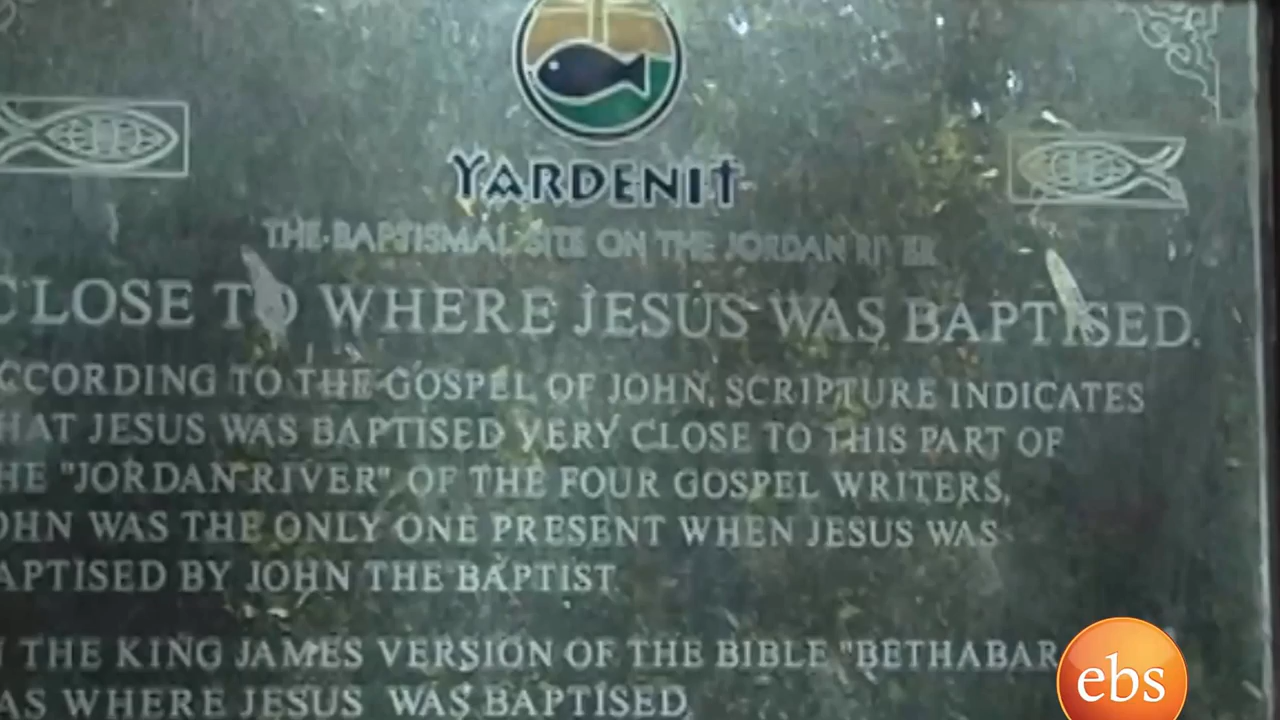 YARDENIT
THE BAPTISMAL SITE ON THE JORDAN RIVER
CLOSE TO WHERE JESUS WAS BAPTISED.
CCORDING TO THE GOSPEL OF JOHN, SCRIPTURE INDICATES
HAT JESUS WAS BAPTISED VERY CLOSE TO THIS PART OF
HE "JORDAN RIVER" OF THE FOUR GOSPEL WRITERS,
OHN WAS THE ONLY ONE PRESENT WHEN JESUS WAS
APTISED BY JOHN THE BAPTIST
THE KING JAMES VERSION OF THE BIBLE "BETHABAR
AS WHERE JESUS WAS BAPTISED
ebs